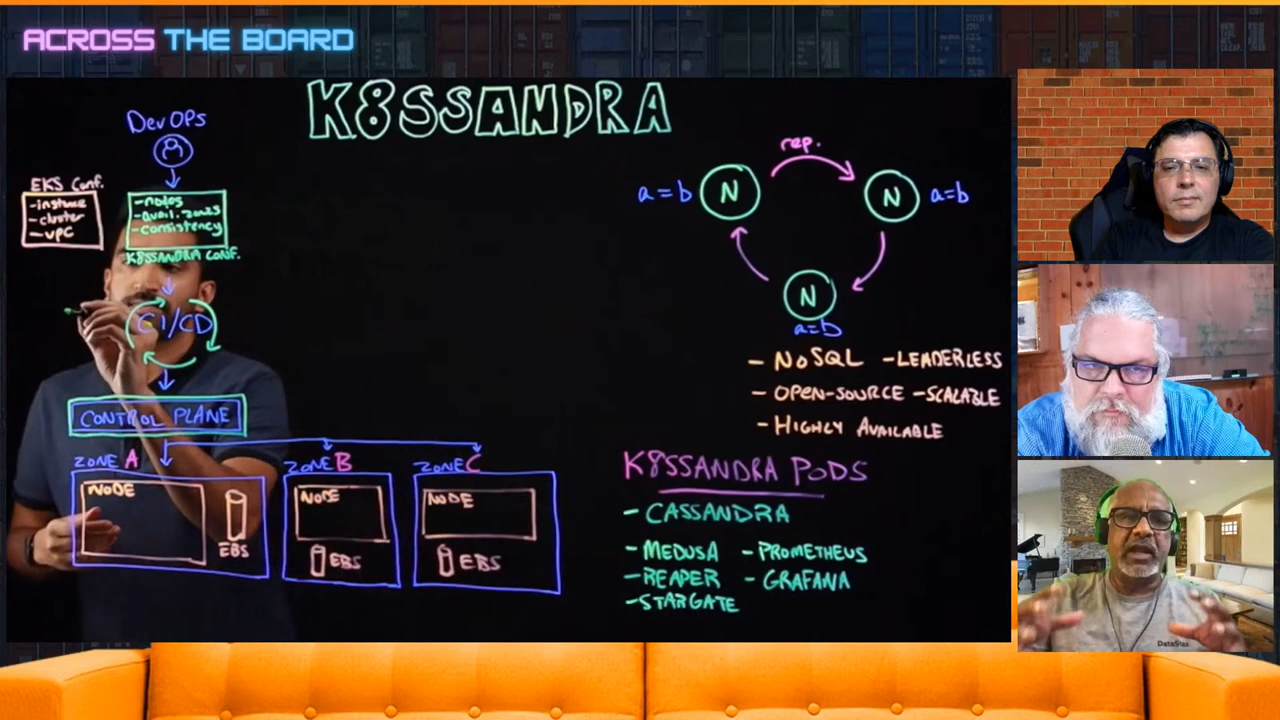 ACROSS THE BOARD
K8SSANDRA
DevOPs
EKS Conf.
-instance
-cluster
-VPC
-nodes
-avail. zones
-consistency
K8SSANDRA CONF.
CI/CD
CONTROL PLANE
ZONE A
NODE
EBS
ZONE B
NODE
EBS
ZONE C
NODE
EBS
rep.
a=b
N
N
a=b
N
a=b
- NoSQL - LEADERLESS
- OPEN-SOURCE - SCALABLE
- HIGHLY AVAILABLE
K8SSANDRA PODS
- CASSANDRA
- MEDUSA - PROMETHEUS
- REAPER - GRAFANA
- STARGATE
DataStax